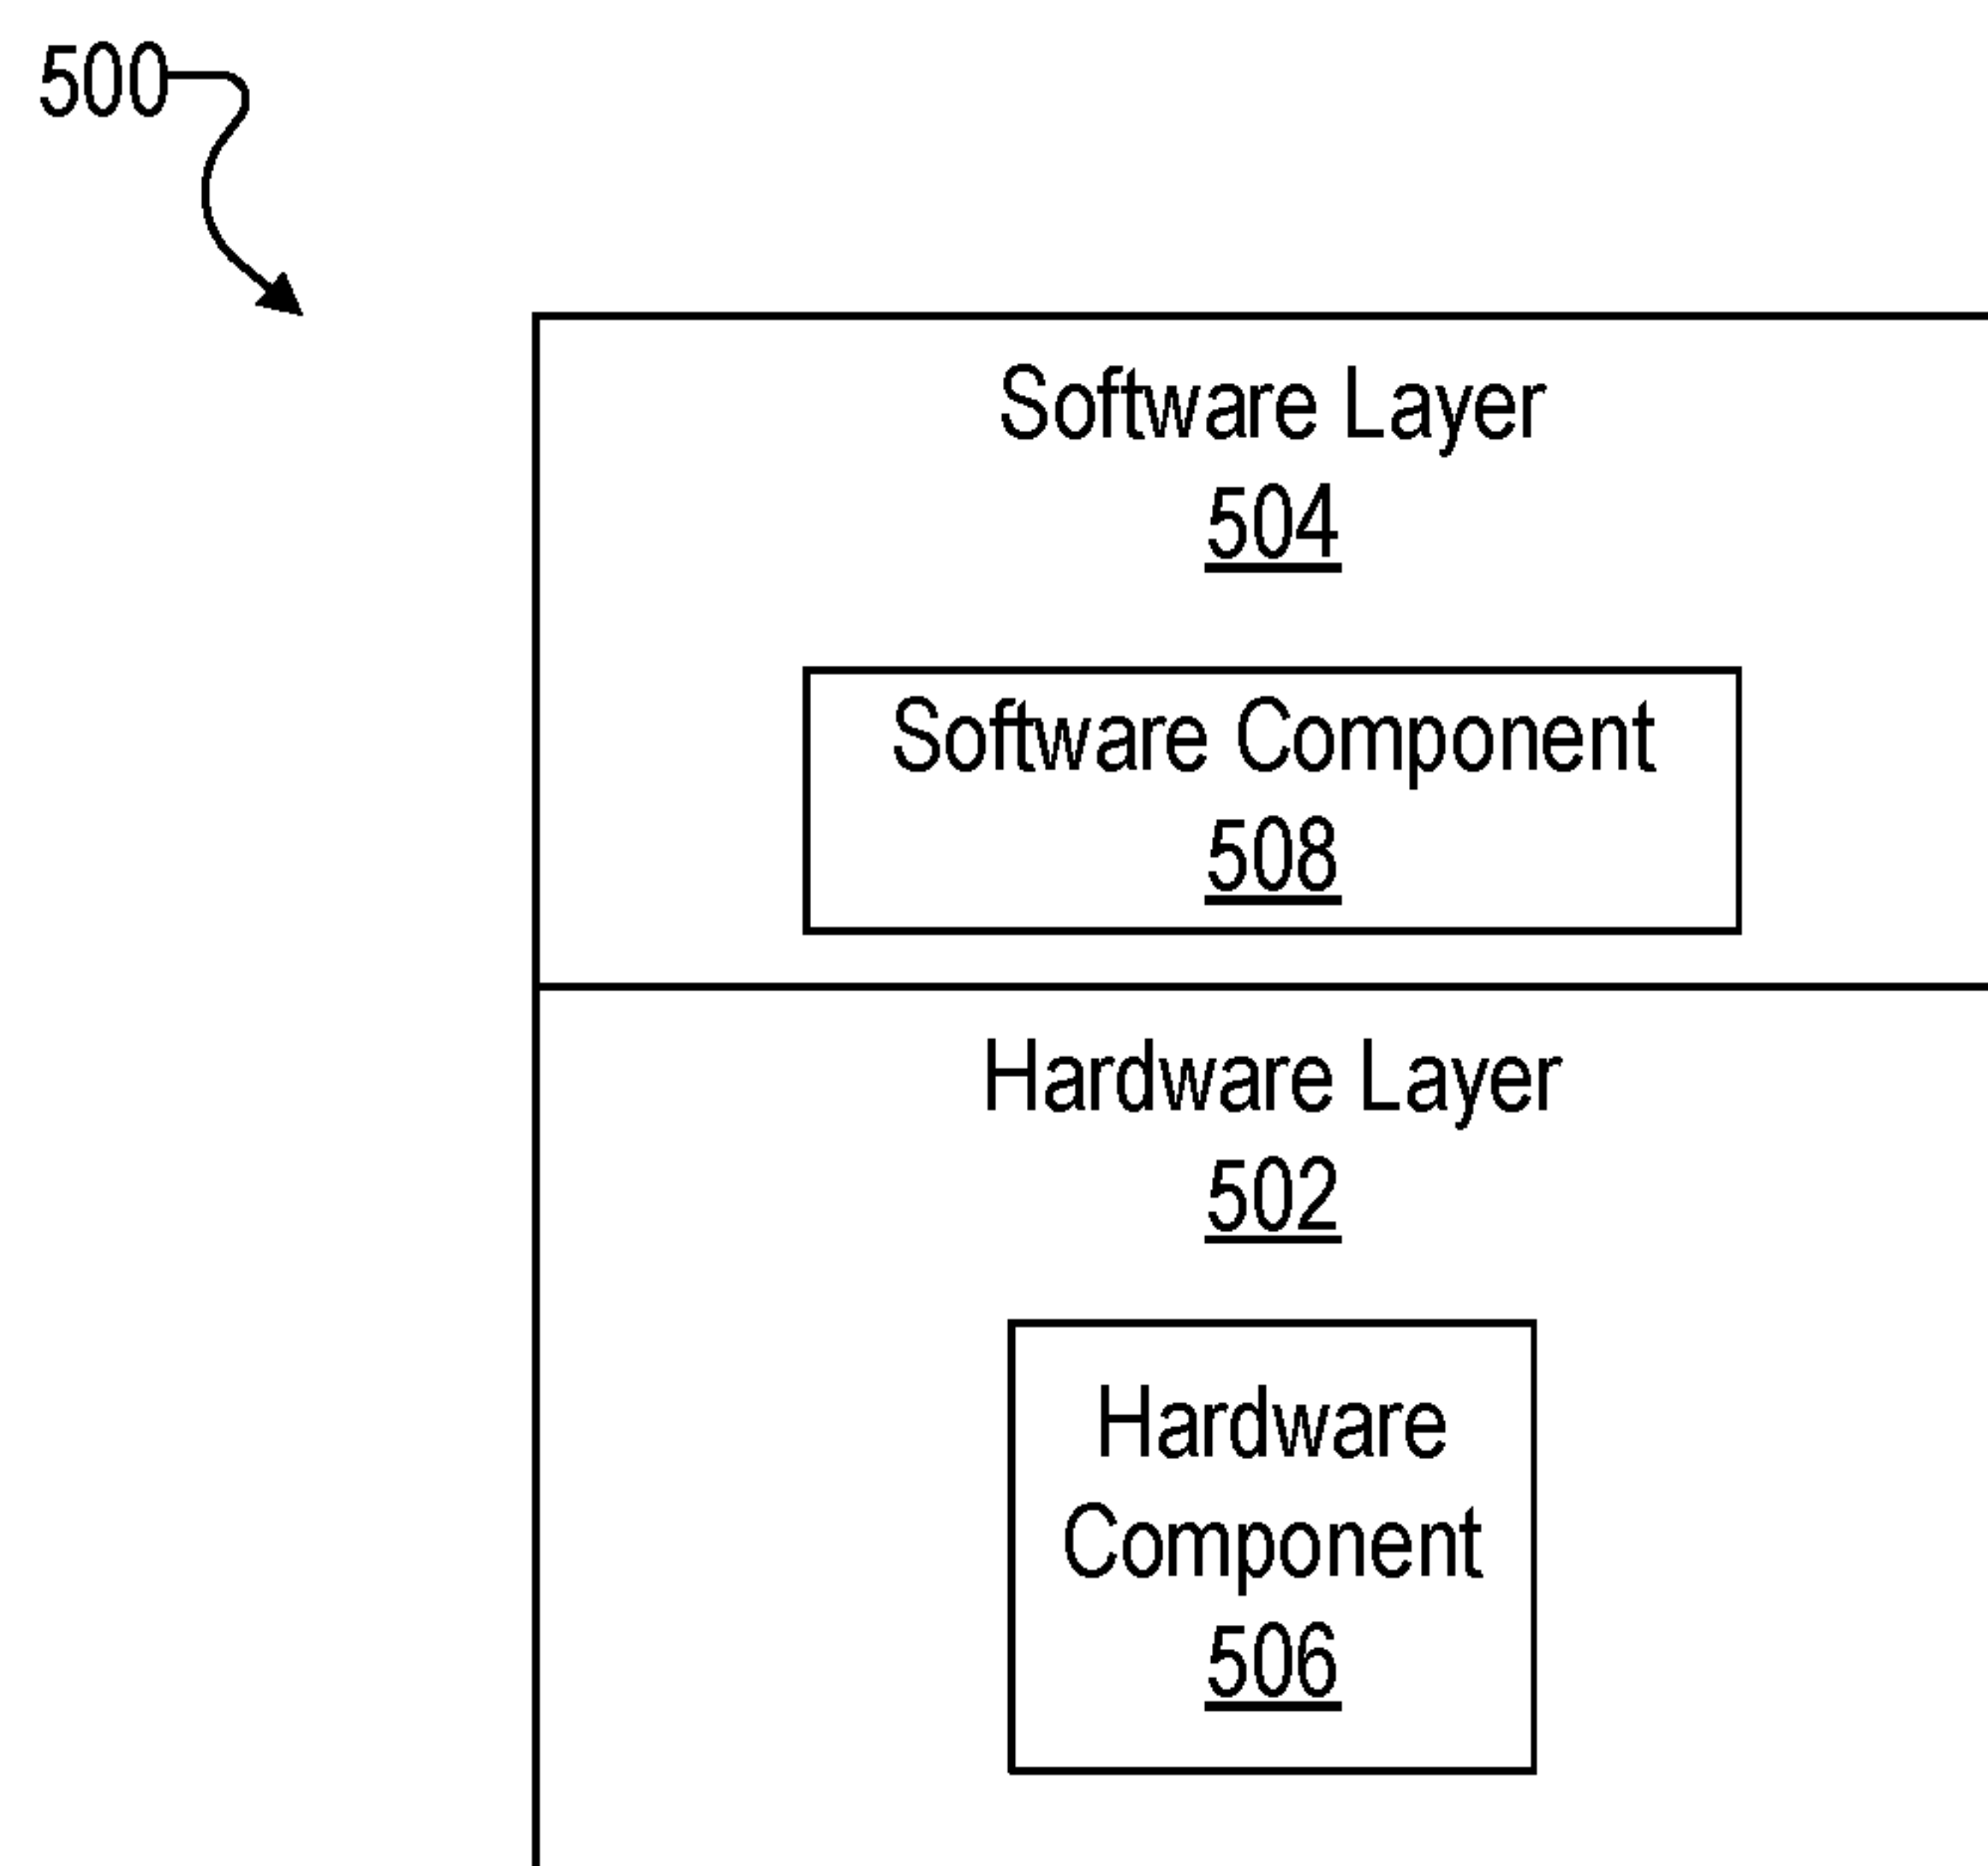 500
Software Layer
504
Software Component
508
Hardware Layer
502
Hardware
Component
506